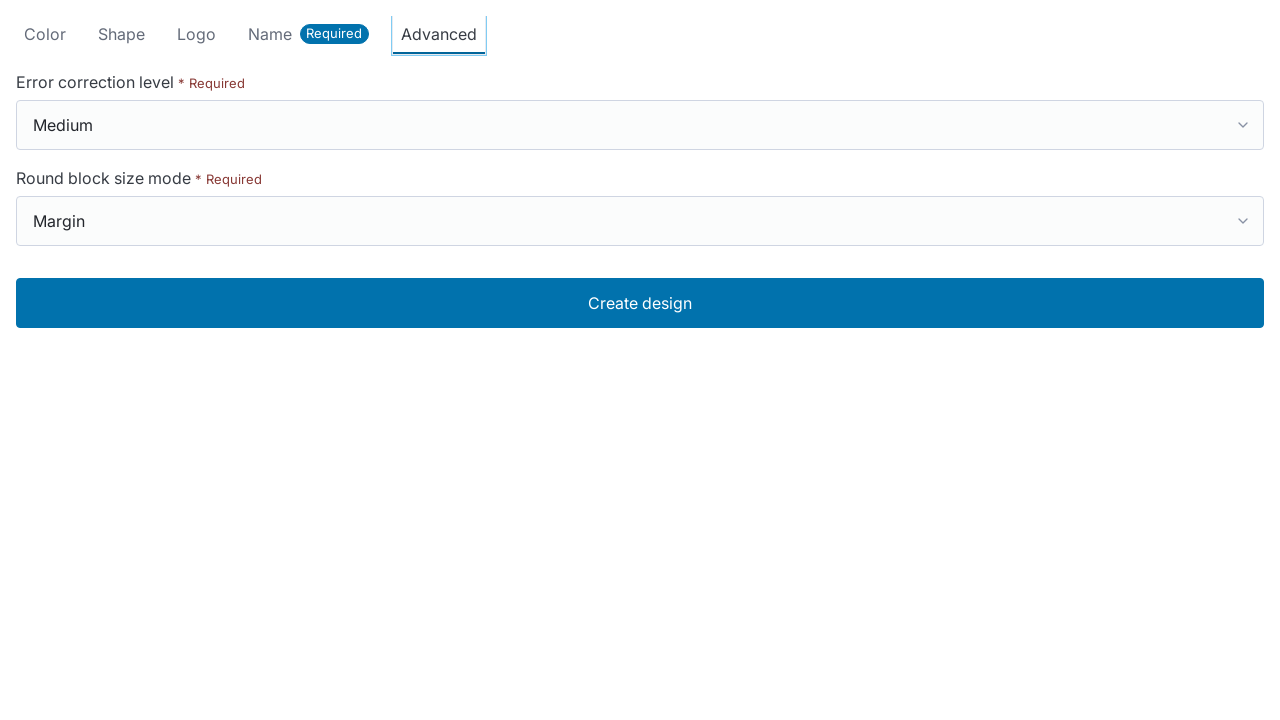 Color Shape Logo Name Required Advanced
Error correction level * Required
Medium
Round block size mode * Required
Margin
Create design